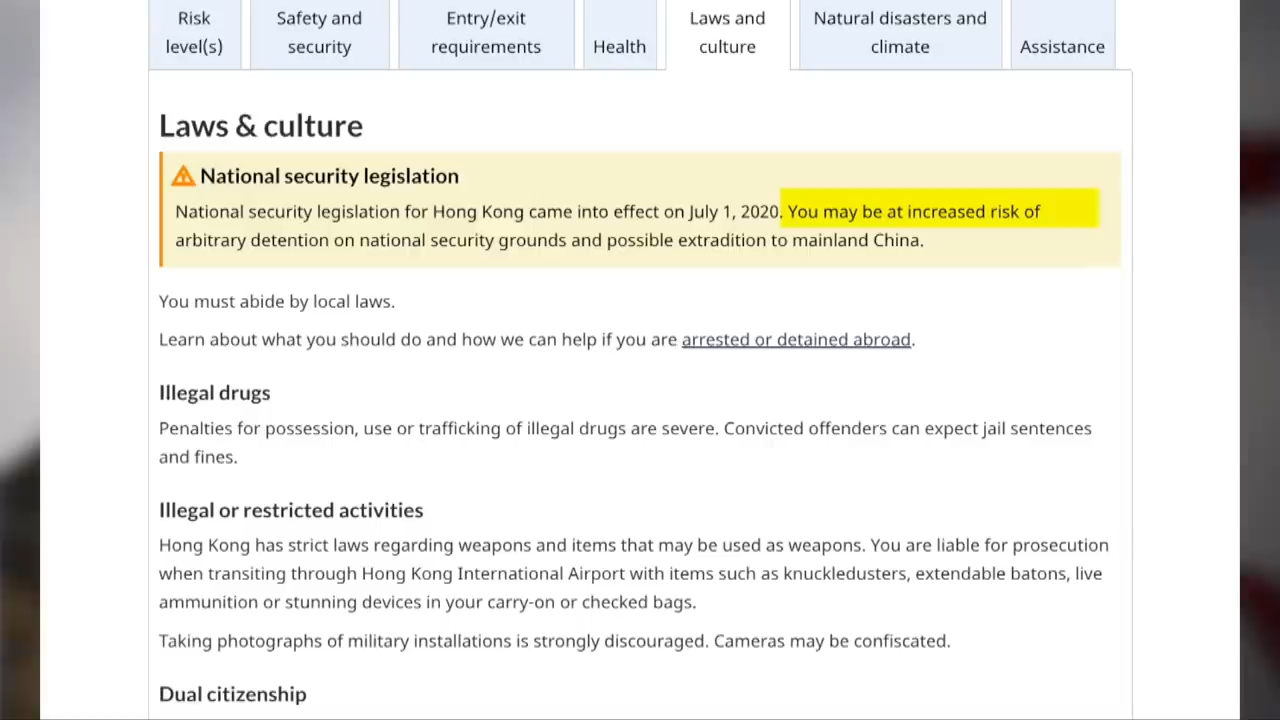 Risk level(s)
Safety and security
Entry/exit requirements
Health
Laws and culture
Natural disasters and climate
Assistance
Laws & culture
National security legislation
National security legislation for Hong Kong came into effect on July 1, 2020. You may be at increased risk of
arbitrary detention on national security grounds and possible extradition to mainland China.
You must abide by local laws.
Learn about what you should do and how we can help if you are arrested or detained abroad.
Illegal drugs
Penalties for possession, use or trafficking of illegal drugs are severe. Convicted offenders can expect jail sentences
and fines.
Illegal or restricted activities
Hong Kong has strict laws regarding weapons and items that may be used as weapons. You are liable for prosecution
when transiting through Hong Kong International Airport with items such as knuckledusters, extendable batons, live
ammunition or stunning devices in your carry-on or checked bags.
Taking photographs of military installations is strongly discouraged. Cameras may be confiscated.
Dual citizenship